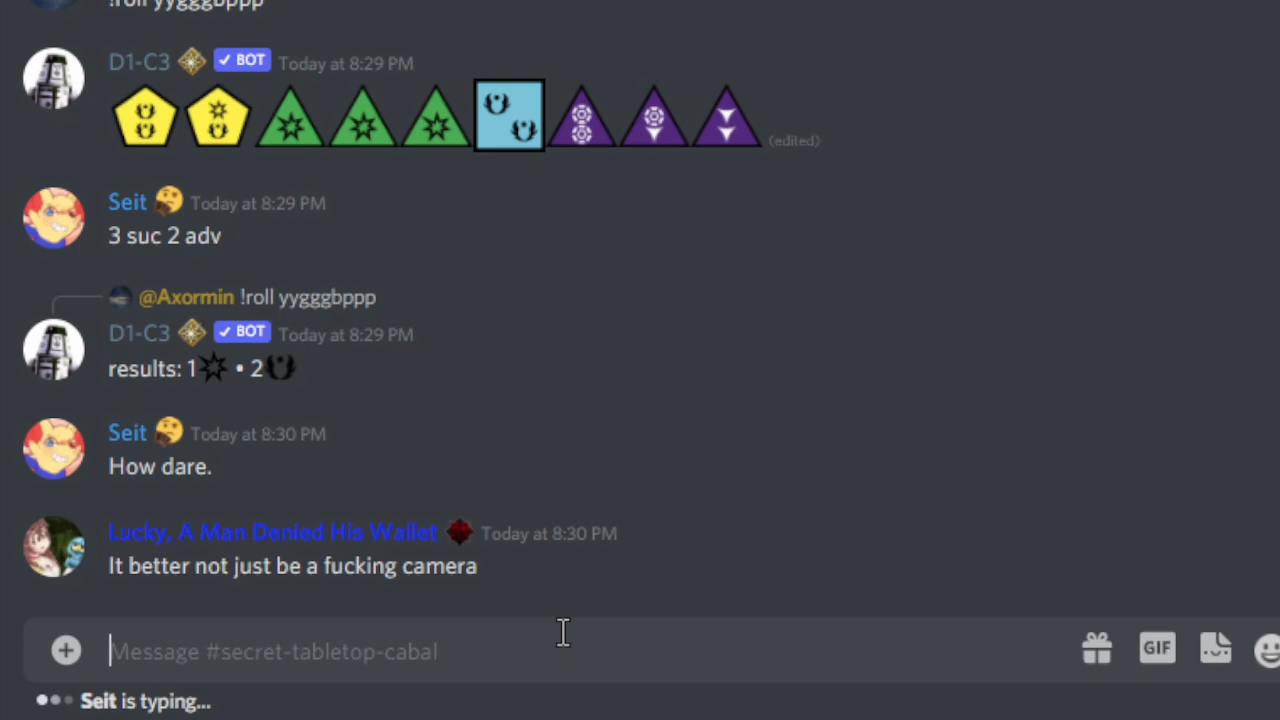 !roll yygggbppp
D1-C3 ✓ BOT Today at 8:29 PM
(edited)
Seit Today at 8:29 PM
3 suc 2 adv
@Axormin !roll yygggbppp
D1-C3 ✓ BOT Today at 8:29 PM
results: 1 • 2
Seit Today at 8:30 PM
How dare.
Lucky, A Man Denied His Wallet Today at 8:30 PM
It better not just be a fucking camera
Message #secret-tabletop-cabal
GIF
Seit is typing...